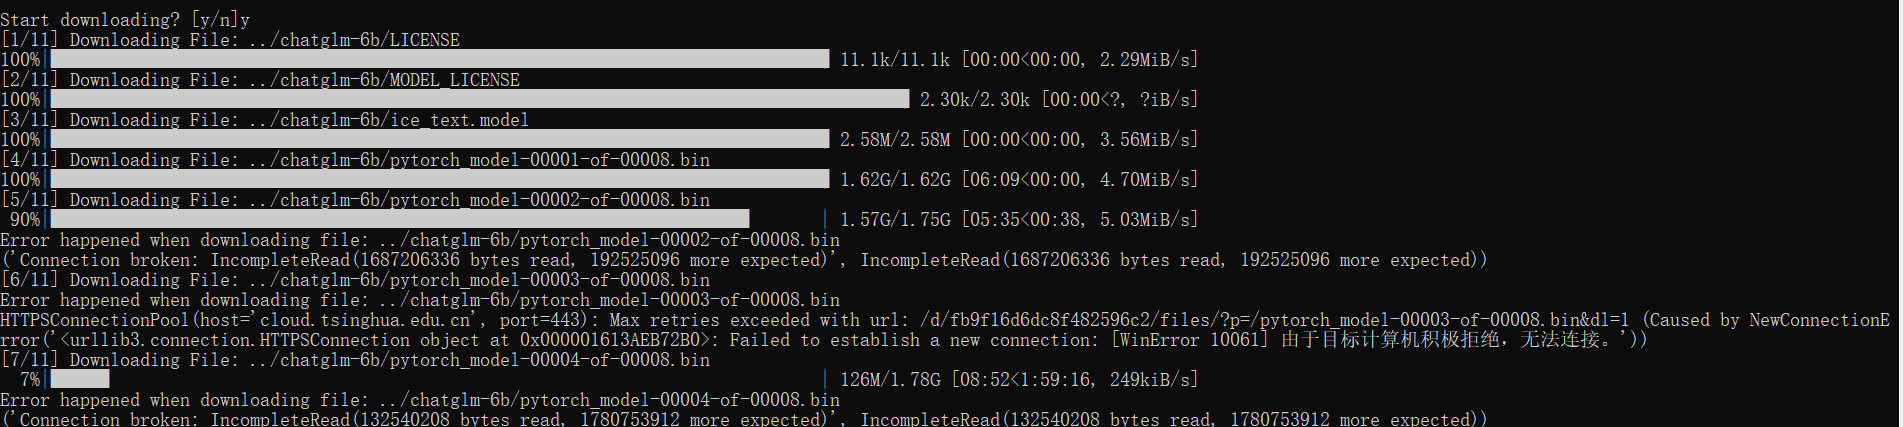 Start downloading? [y/n]y
[1/11] Downloading File: ../chatglm-6b/LICENSE
100%| 11.1k/11.1k [00:00<00:00, 2.29MiB/s]
[2/11] Downloading File: ../chatglm-6b/MODEL_LICENSE
100%| 2.30k/2.30k [00:00<?, ?iB/s]
[3/11] Downloading File: ../chatglm-6b/ice_text.model
100%| 2.58M/2.58M [00:00<00:00, 3.56MiB/s]
[4/11] Downloading File: ../chatglm-6b/pytorch_model-00001-of-00008.bin
100%| 1.62G/1.62G [06:09<00:00, 4.70MiB/s]
[5/11] Downloading File: ../chatglm-6b/pytorch_model-00002-of-00008.bin
90%| | 1.57G/1.75G [05:35<00:38, 5.03MiB/s]
Error happened when downloading file: ../chatglm-6b/pytorch_model-00002-of-00008.bin
('Connection broken: IncompleteRead(1687206336 bytes read, 192525096 more expected)', IncompleteRead(1687206336 bytes read, 192525096 more expected))
[6/11] Downloading File: ../chatglm-6b/pytorch_model-00003-of-00008.bin
Error happened when downloading file: ../chatglm-6b/pytorch_model-00003-of-00008.bin
HTTPSConnectionPool(host='cloud.tsinghua.edu.cn', port=443): Max retries exceeded with url: /d/fb9f16d6dc8f482596c2/files/?p=/pytorch_model-00003-of-00008.bin&dl=1 (Caused by NewConnectionE
rror('<urllib3.connection.HTTPSConnection object at 0x000001613AEB72B0>: Failed to establish a new connection: [WinError 10061] 由于目标计算机积极拒绝，无法连接。'))
[7/11] Downloading File: ../chatglm-6b/pytorch_model-00004-of-00008.bin
7%| | 126M/1.78G [08:52<1:59:16, 249kiB/s]
Error happened when downloading file: ../chatglm-6b/pytorch_model-00004-of-00008.bin
('Connection broken: IncompleteRead(132540208 bytes read, 1780753912 more expected)', IncompleteRead(132540208 bytes read, 1780753912 more expected))